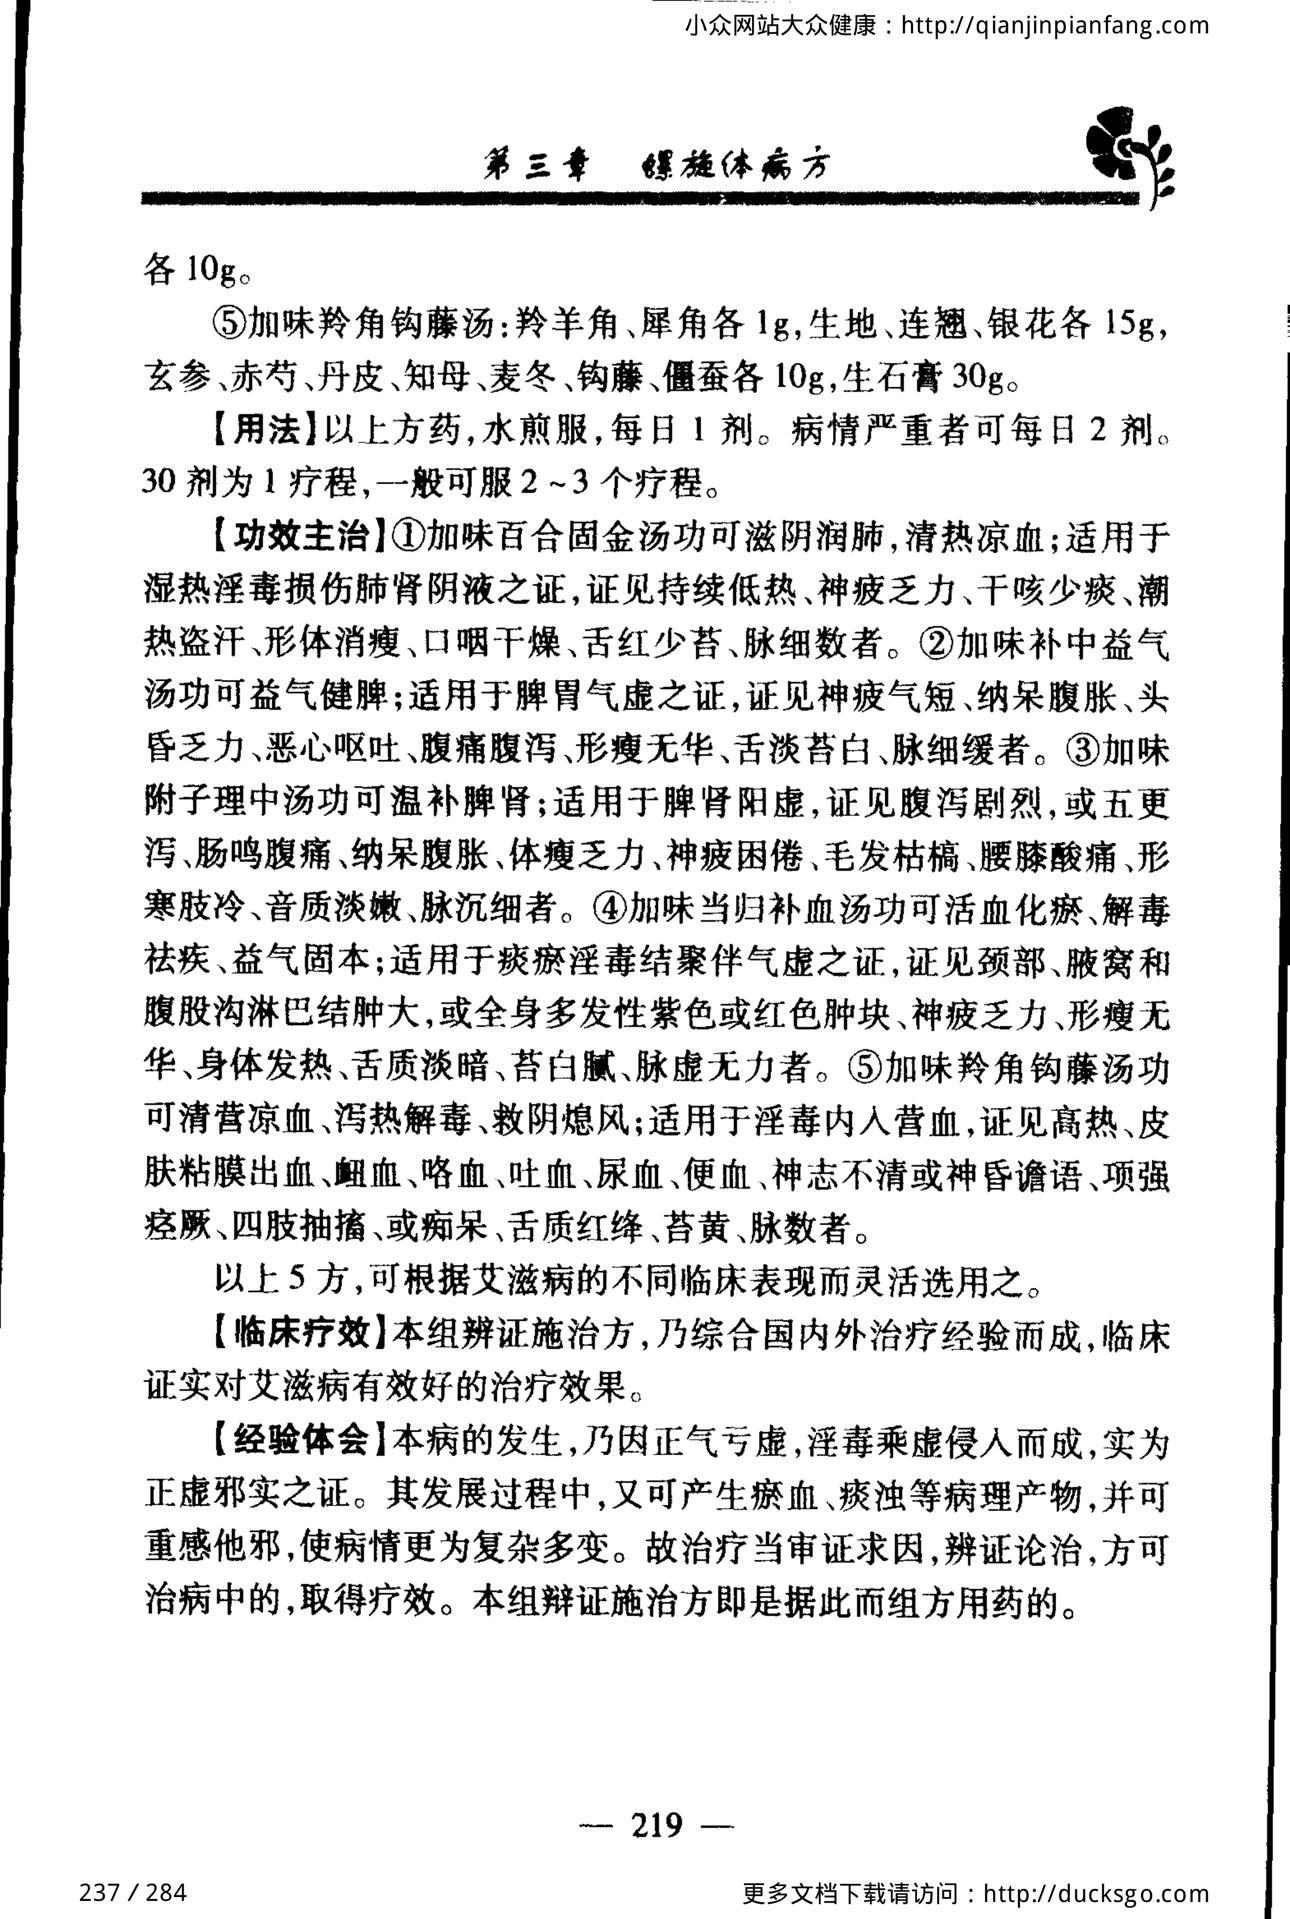 小众网站大众健康：http://qianjinpianfang.com
第三章 螺旋体病方
各 10g。
⑤加味羚角钩藤汤:羚羊角、犀角各 1g,生地、连翘、银花各 15g,
玄参、赤芍、丹皮、知母、麦冬、钩藤、僵蚕各 10g,生石膏 30g。
【用法】以上方药,水煎服,每日 1 剂。病情严重者可每日 2 剂。
30 剂为 1 疗程,一般可服 2～3 个疗程。
【功效主治】①加味百合固金汤功可滋阴润肺,清热凉血;适用于
湿热淫毒损伤肺肾阴液之证,证见持续低热、神疲乏力、干咳少痰、潮
热盗汗、形体消瘦、口咽干燥、舌红少苔、脉细数者。②加味补中益气
汤功可益气健脾;适用于脾胃气虚之证,证见神疲气短、纳呆腹胀、头
昏乏力、恶心呕吐、腹痛腹泻、形瘦无华、舌淡苔白、脉细缓者。③加味
附子理中汤功可温补脾肾;适用于脾肾阳虚,证见腹泻剧烈,或五更
泻、肠鸣腹痛、纳呆腹胀、体瘦乏力、神疲困倦、毛发枯槁、腰膝酸痛、形
寒肢冷、音质淡嫩、脉沉细者。④加味当归补血汤功可活血化瘀、解毒
祛疾、益气固本;适用于痰瘀淫毒结聚伴气虚之证,证见颈部、腋窝和
腹股沟淋巴结肿大,或全身多发性紫色或红色肿块、神疲乏力、形瘦无
华、身体发热、舌质淡暗、苔白腻、脉虚无力者。⑤加味羚角钩藤汤功
可清营凉血、泻热解毒、救阴熄风;适用于淫毒内入营血,证见高热、皮
肤粘膜出血、衄血、咯血、吐血、尿血、便血、神志不清或神昏谵语、项强
痉厥、四肢抽搐、或痴呆、舌质红绛、苔黄、脉数者。
以上 5 方,可根据艾滋病的不同临床表现而灵活选用之。
【临床疗效】本组辨证施治方,乃综合国内外治疗经验而成,临床
证实对艾滋病有效好的治疗效果。
【经验体会】本病的发生,乃因正气亏虚,淫毒乘虚侵入而成,实为
正虚邪实之证。其发展过程中,又可产生瘀血、痰浊等病理产物,并可
重感他邪,使病情更为复杂多变。故治疗当审证求因,辨证论治,方可
治病中的,取得疗效。本组辩证施治方即是据此而组方用药的。
— 219 —
237 / 284
更多文档下载请访问：http://ducksgo.com